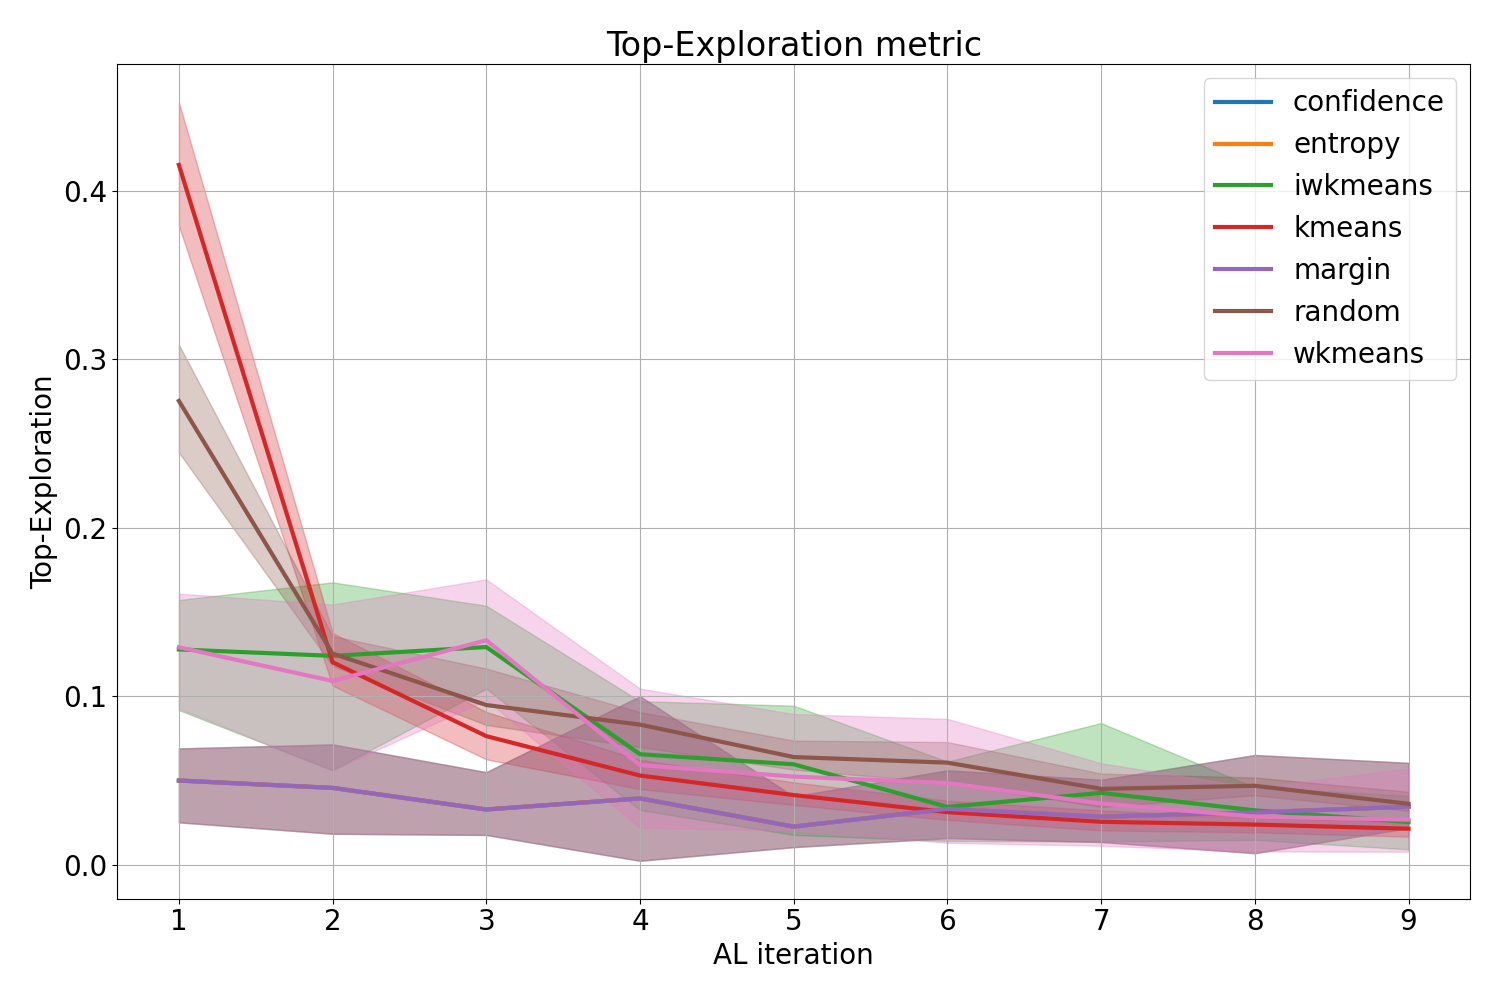 Top-Exploration metric
confidence
entropy
iwkmeans
kmeans
margin
random
wkmeans
Top-Exploration
0.4
0.3
0.2
0.1
0.0
1 2 3 4 5 6 7 8 9
AL iteration